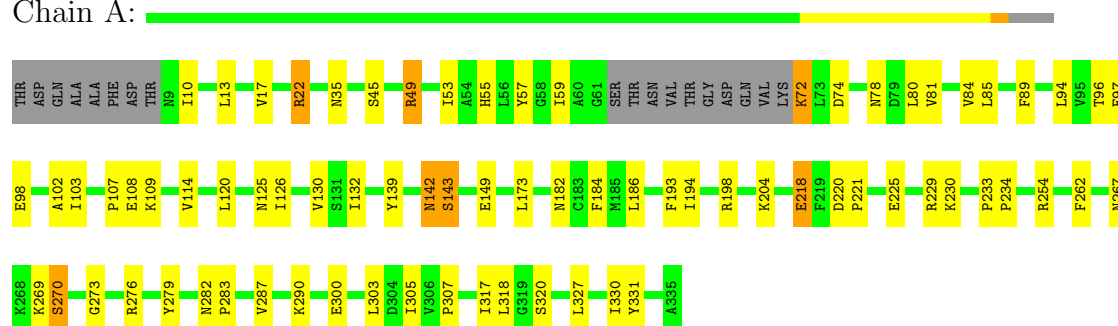 Chain A:
THR ASP GLN ALA ALA PHE ASP THR N9 I10 L13 V17 R22 N35 S45 R49 I53 A54 H55 L56 Y57 G58 I59 A60 G61 SER THR ASN VAL THR GLY ASP GLN VAL LYS K72 L73 D74 N78 D79 L80 V81 V84 L85 F89 L94 V95 T96 E97
E98 A102 I103 P107 E108 K109 V114 L120 N125 I126 V130 S131 I132 Y139 N142 S143 E149 L173 N182 C183 F184 M185 L186 F193 I194 R198 K204 E218 F219 D220 P221 E225 R229 K230 P233 P234 R254 F262 N267
K268 K269 S270 G273 R276 Y279 N282 P283 V287 K290 E300 L303 D304 I305 V306 P307 I317 L318 G319 S320 L327 I330 Y331 A335